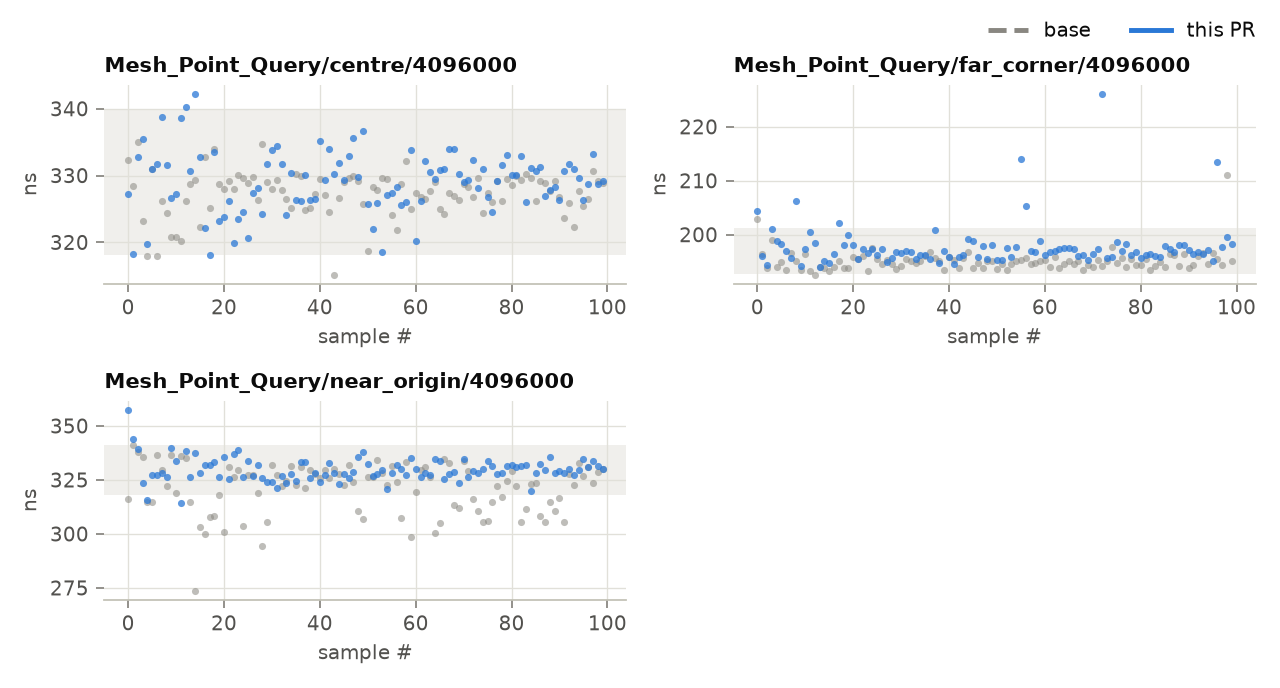 base this PR
Mesh_Point_Query/centre/4096000
340
330
320
ns
0 20 40 60 80 100
sample #
Mesh_Point_Query/far_corner/4096000
220
210
200
ns
0 20 40 60 80 100
sample #
Mesh_Point_Query/near_origin/4096000
350
325
300
275
ns
0 20 40 60 80 100
sample #